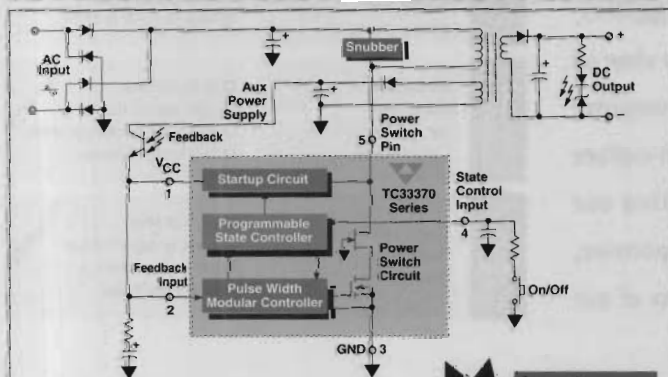 AC
Input
Snubber
Aux
Power
Supply
DC
Output
Feedback
Power
Switch
Pin
5
VCC
1
Startup Circuit
TC33370
Series
State
Control
Input
4
Programmable
State Controller
Power
Switch
Circuit
Feedback
Input
2
Pulse Width
Modular Controller
On/Off
GND
3